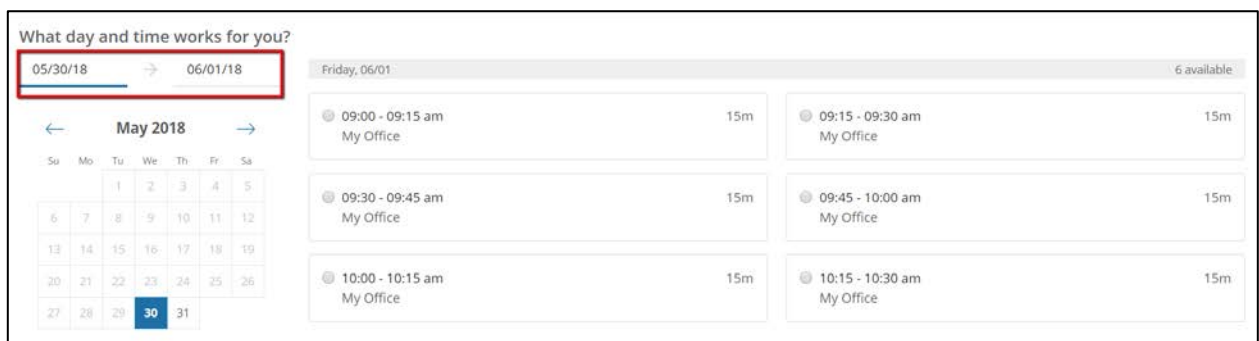 What day and time works for you?
05/30/18 → 06/01/18
← May 2018 →
Su Mo Tu We Th Fr Sa
1 2 3 4 5
6 7 8 9 10 11 12
13 14 15 16 17 18 19
20 21 22 23 24 25 26
27 28 29 30 31
Friday, 06/01 6 available
09:00 - 09:15 am 15m
My Office
09:15 - 09:30 am 15m
My Office
09:30 - 09:45 am 15m
My Office
09:45 - 10:00 am 15m
My Office
10:00 - 10:15 am 15m
My Office
10:15 - 10:30 am 15m
My Office